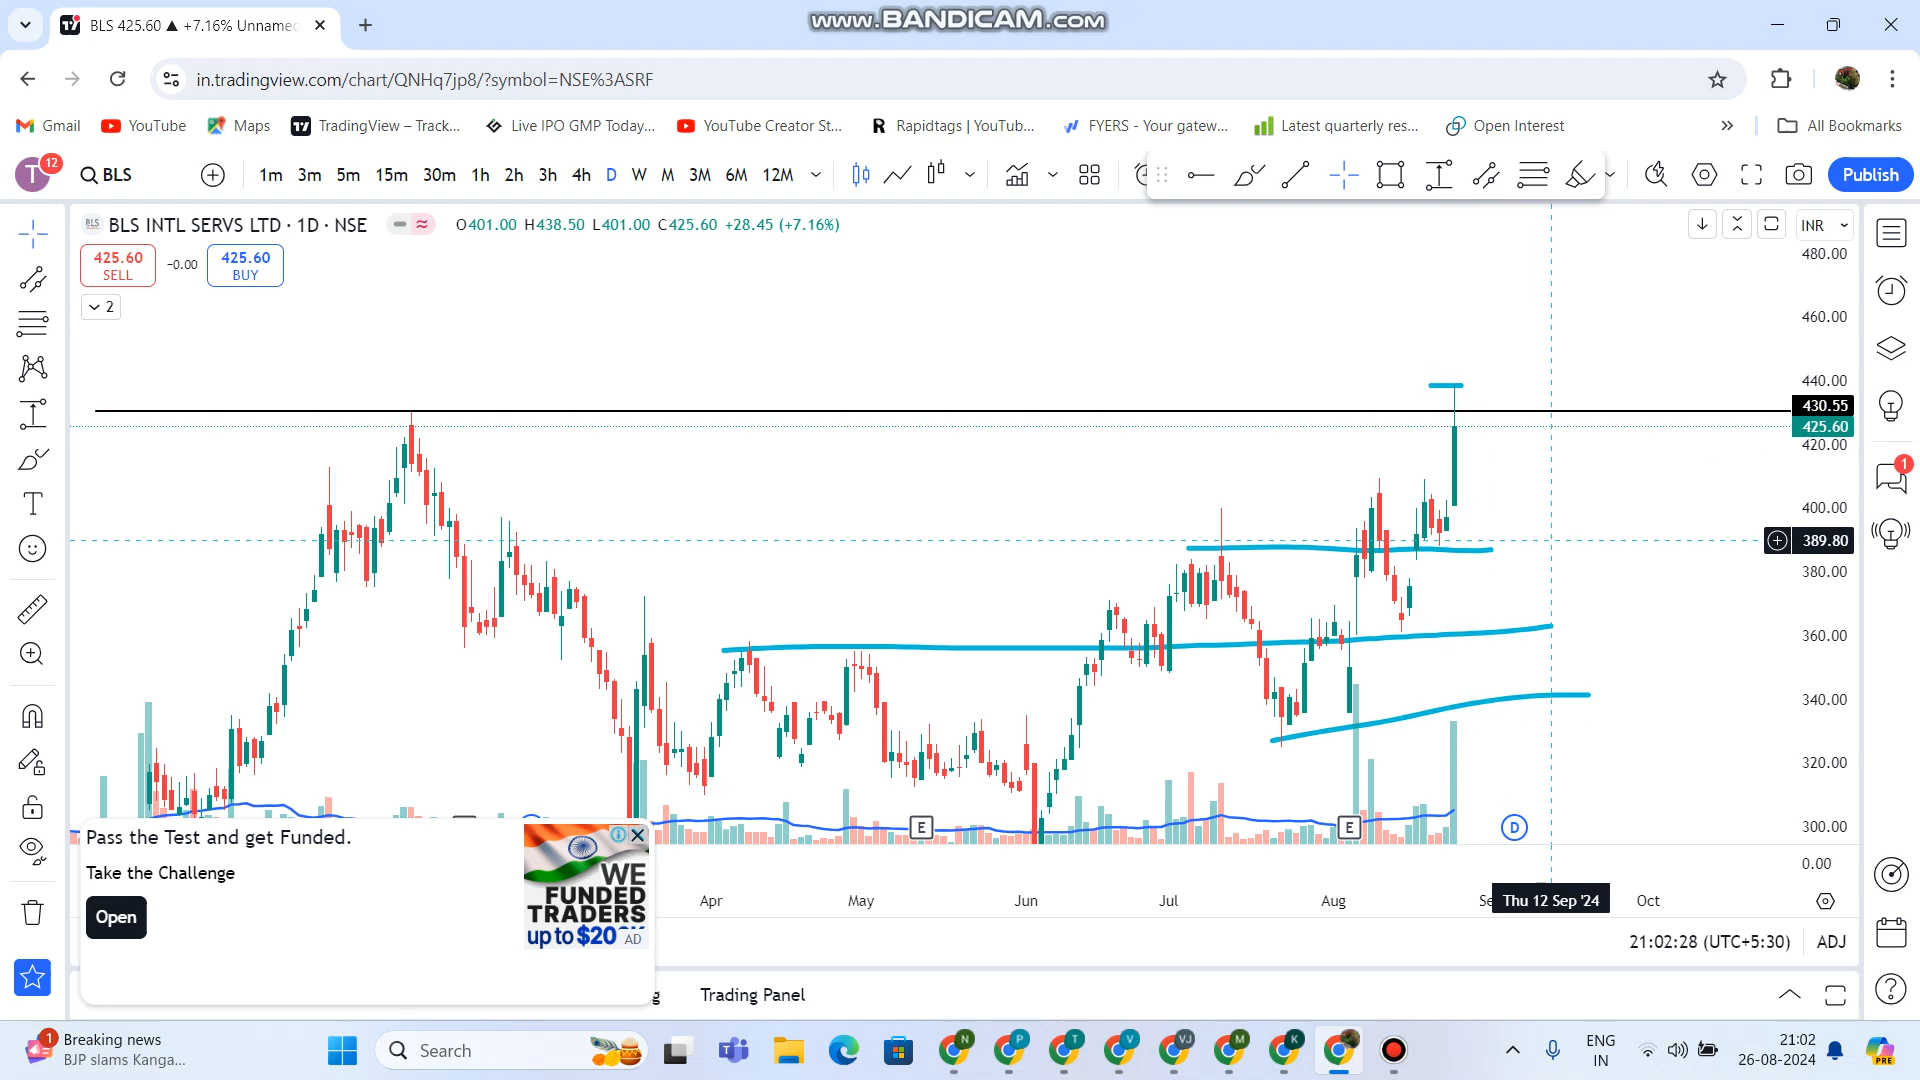 www.BANDICAM.com
BLS 425.60 ▲ +7.16% Unnamed
in.tradingview.com/chart/QNHq7jp8/?symbol=NSE%3ASRF
Gmail YouTube Maps TradingView – Track... Live IPO GMP Today... YouTube Creator St... Rapidtags | YouTub... FYERS - Your gatew... Latest quarterly res... Open Interest » All Bookmarks
T 12 BLS 1m 3m 5m 15m 30m 1h 2h 3h 4h D W M 3M 6M 12M Publish
BLS BLS INTL SERVS LTD · 1D · NSE O401.00 H438.50 L401.00 C425.60 +28.45 (+7.16%) INR
425.60 SELL −0.00 425.60 BUY
2
480.00
460.00
440.00
430.55
425.60
420.00
400.00
389.80
380.00
360.00
340.00
320.00
300.00
0.00
E E D
1
Pass the Test and get Funded.
Take the Challenge
Open
WE
FUNDED
TRADERS
up to
AD
Apr May Jun Jul Aug Thu 12 Sep '24 Oct
21:02:28 (UTC+5:30) ADJ
g Trading Panel
1 Breaking news
BJP slams Kanga...
Search
N P T V VJ M K
ENG
IN
21:02
26-08-2024
PRE